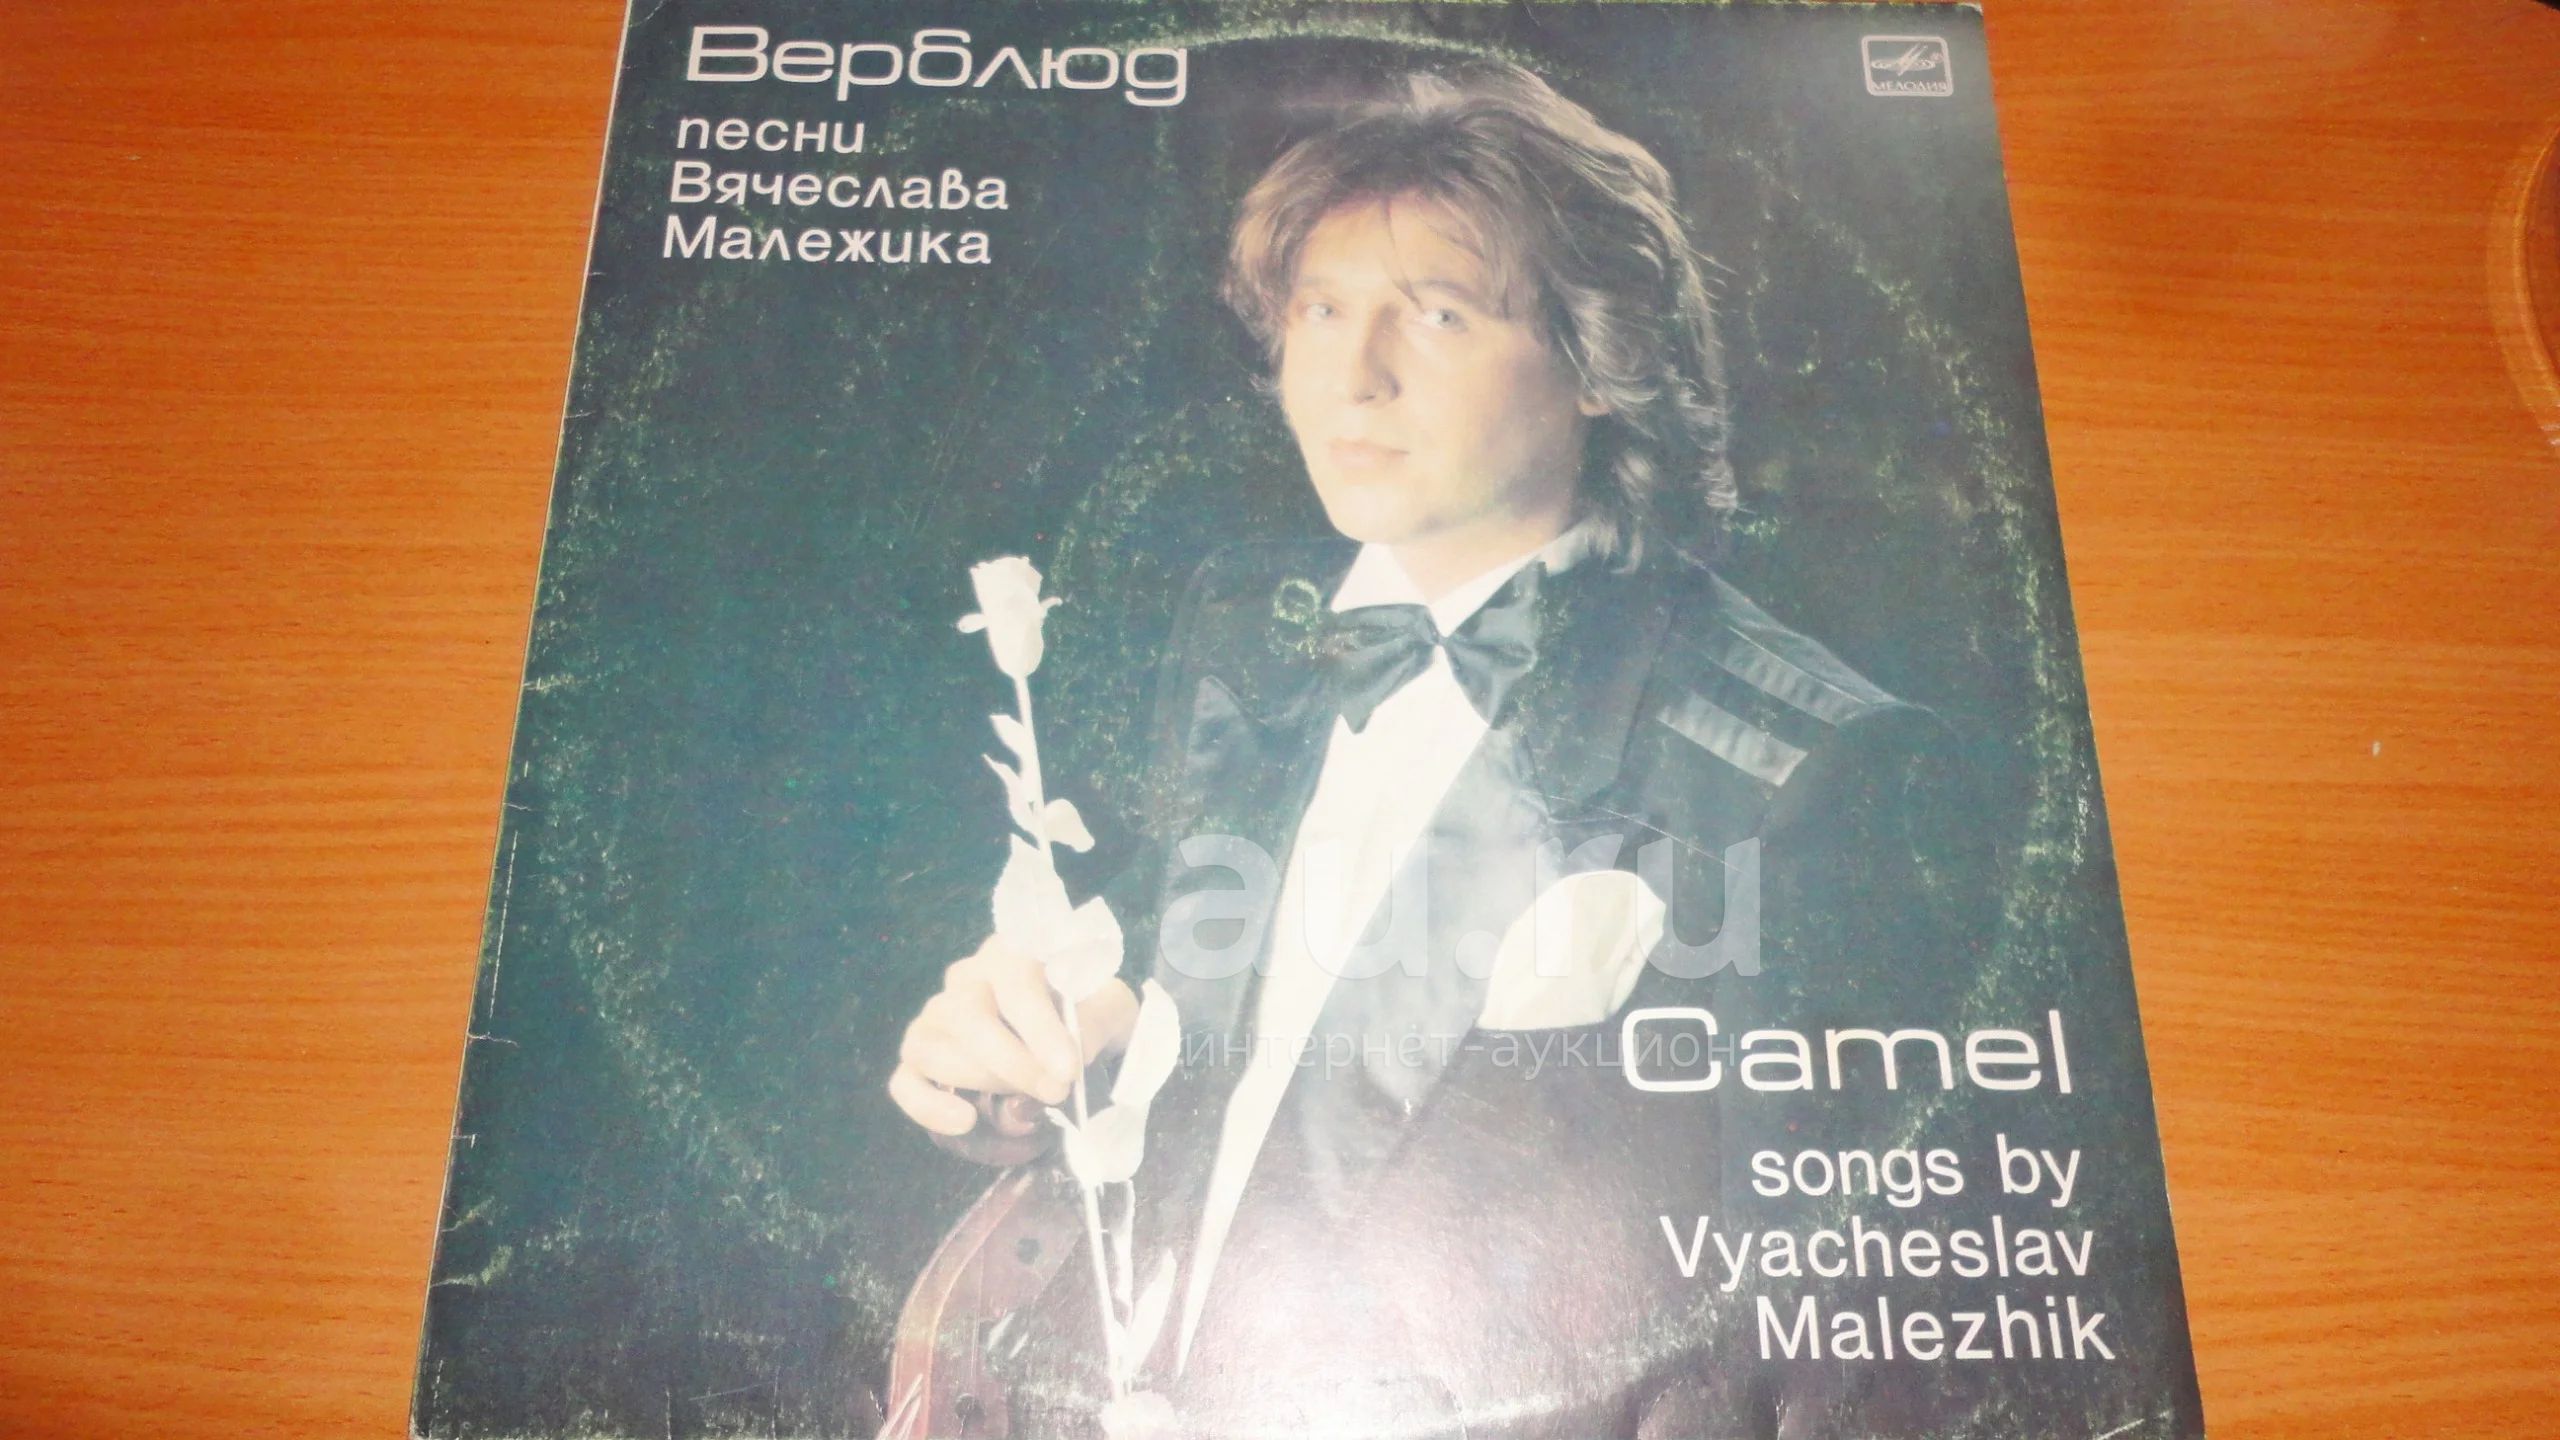 Верблюд
песни
Вячеслава
Малежика
МЕЛОДИЯ
au.ru
интернет-аукцион
Camel
songs by
Vyacheslav
Malezhik